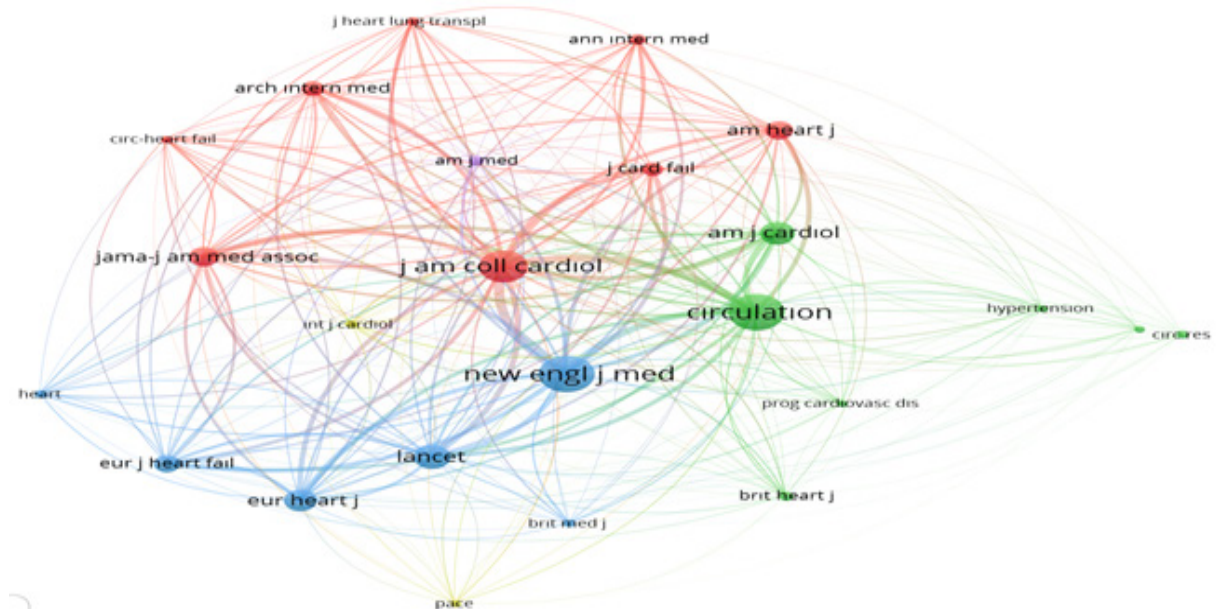 j heart lung transpl
ann intern med
arch intern med
am heart j
circ-heart fail
am j med
j card fail
am j cardiol
jama-j am med assoc
j am coll cardiol
circulation
hypertension
int j cardiol
circ res
new engl j med
heart
prog cardiovasc dis
lancet
eur j heart fail
brit heart j
eur heart j
brit med j
pace